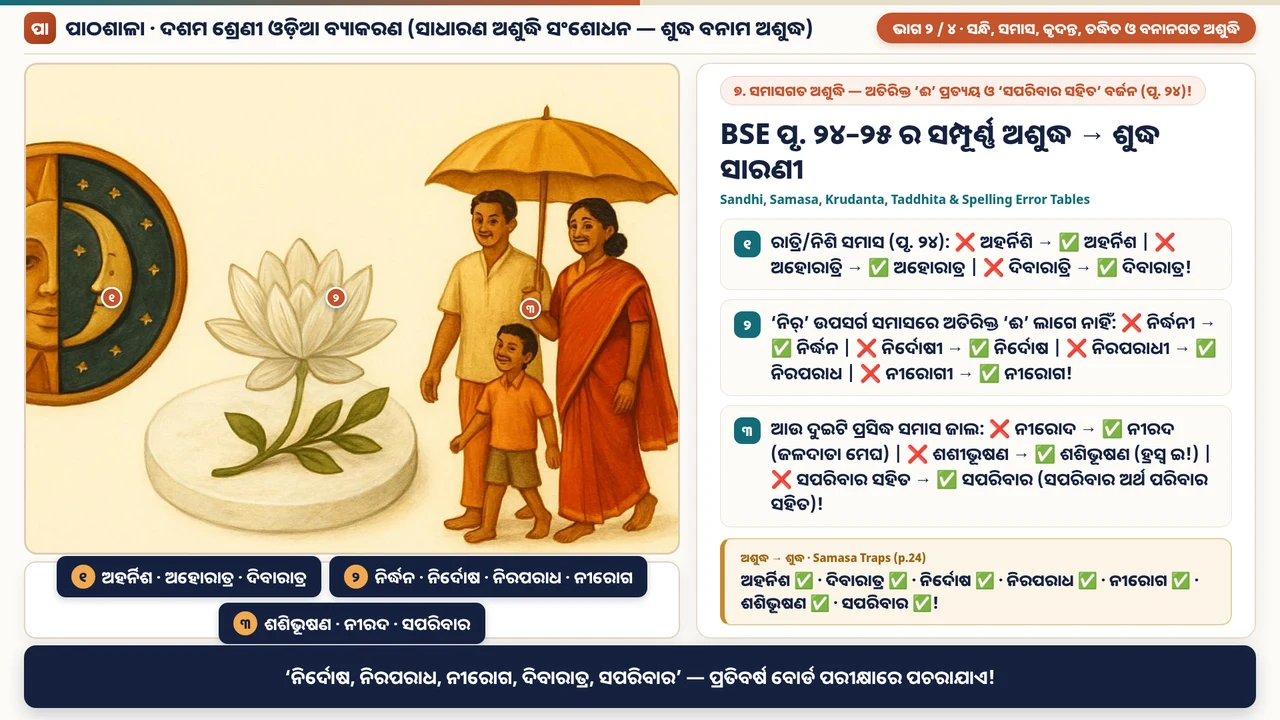 ପା ପାଠଶାଳା · ଦଶମ ଶ୍ରେଣୀ ଓଡ଼ିଆ ବ୍ୟାକରଣ (ସାଧାରଣ ଅଶୁଦ୍ଧି ସଂଶୋଧନ — ଶୁଦ୍ଧ ବନାମ ଅଶୁଦ୍ଧ)
ଭାଗ ୨ / ୪ · ସନ୍ଧି, ସମାସ, କୃଦନ୍ତ, ତଦ୍ଧିତ ଓ ବନାନଗତ ଅଶୁଦ୍ଧି
୭. ସମାସଗତ ଅଶୁଦ୍ଧି — ଅତିରିକ୍ତ ‘ଈ’ ପ୍ରତ୍ୟୟ ଓ ‘ସପରିବାର ସହିତ’ ବର୍ଜନ (ପୃ. ୨୪)!
BSE ପୃ. ୨୪–୨୫ ର ସମ୍ପୂର୍ଣ୍ଣ ଅଶୁଦ୍ଧ → ଶୁଦ୍ଧ
ସାରଣୀ
Sandhi, Samasa, Krudanta, Taddhita & Spelling Error Tables
୧ ରାତ୍ରି/ନିଶି ସମାସ (ପୃ. ୨୪): ❌ ଅହର୍ନିଶି → ✅ ଅହର୍ନିଶ | ❌
ଅହୋରାତ୍ରି → ✅ ଅହୋରାତ୍ର | ❌ ଦିବାରାତ୍ରି → ✅ ଦିବାରାତ୍ର!
୨ ‘ନିର୍’ ଉପସର୍ଗ ସମାସରେ ଅତିରିକ୍ତ ‘ଈ’ ଲାଗେ ନାହିଁ: ❌ ନିର୍ଦ୍ଧନୀ →
✅ ନିର୍ଦ୍ଧନ | ❌ ନିର୍ଦୋଷୀ → ✅ ନିର୍ଦୋଷ | ❌ ନିରପରାଧୀ → ✅
ନିରପରାଧ | ❌ ନୀରୋଗୀ → ✅ ନୀରୋଗ!
୩ ଆଉ ଦୁଇଟି ପ୍ରସିଦ୍ଧ ସମାସ ଜାଲ: ❌ ନୀରୋଦ → ✅ ନୀରଦ
(ଜଳଦାତା ମେଘ) | ❌ ଶଶୀଭୂଷଣ → ✅ ଶଶିଭୂଷଣ (ହ୍ରସ୍ୱ ଇ!) |
❌ ସପରିବାର ସହିତ → ✅ ସପରିବାର (ସପରିବାର ଅର୍ଥ ପରିବାର
ସହିତ)!
ଅଶୁଦ୍ଧ → ଶୁଦ୍ଧ · Samasa Traps (p.24)
ଅହର୍ନିଶ ✅ · ଦିବାରାତ୍ର ✅ · ନିର୍ଦୋଷ ✅ · ନିରପରାଧ ✅ · ନୀରୋଗ ✅ ·
ଶଶିଭୂଷଣ ✅ · ସପରିବାର ✅!
୧
୨
୩
୧ ଅହର୍ନିଶ · ଅହୋରାତ୍ର · ଦିବାରାତ୍ର
୨ ନିର୍ଦ୍ଧନ · ନିର୍ଦୋଷ · ନିରପରାଧ · ନୀରୋଗ
୩ ଶଶିଭୂଷଣ · ନୀରଦ · ସପରିବାର
‘ନିର୍ଦୋଷ, ନିରପରାଧ, ନୀରୋଗ, ଦିବାରାତ୍ର, ସପରିବାର’ — ପ୍ରତିବର୍ଷ ବୋର୍ଡ ପରୀକ୍ଷାରେ ପଚରାଯାଏ!